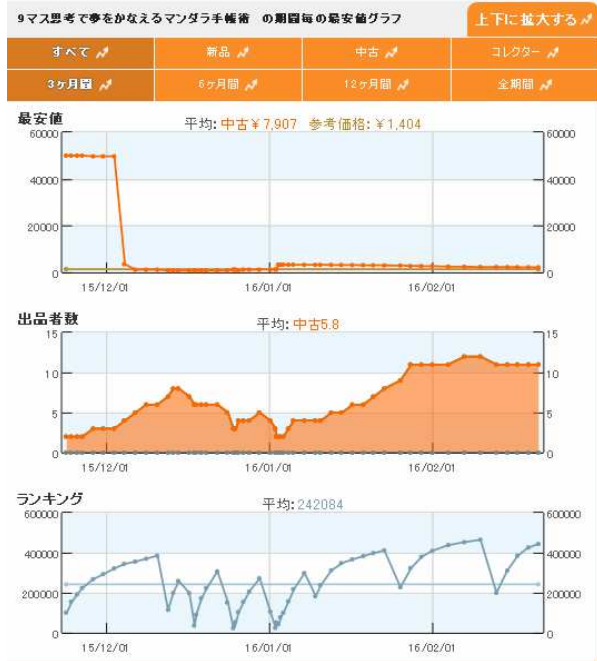 9マス思考で夢をかなえるマンダラ手帳術 の期間毎の最安値グラフ
上下に拡大する
すべて 新品 中古 コレクター
3ヶ月間 6ヶ月間 12ヶ月間 全期間
最安値
平均: 中古¥7,907 参考価格: ¥1,404
60000 60000
40000 40000
20000 20000
0 0
15/12/01 16/01/01 16/02/01
出品者数
平均: 中古5.8
15 15
10 10
5 5
0 0
15/12/01 16/01/01 16/02/01
ランキング
平均: 242084
600000 600000
400000 400000
200000 200000
0 0
15/12/01 16/01/01 16/02/01